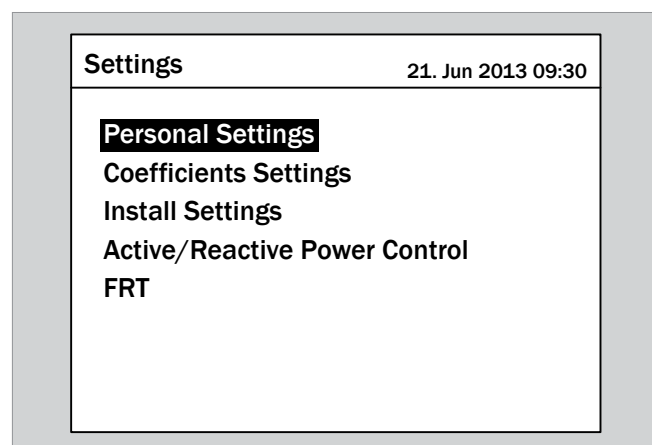 Settings 21. Jun 2013 09:30
Personal Settings
Coefficients Settings
Install Settings
Active/Reactive Power Control
FRT